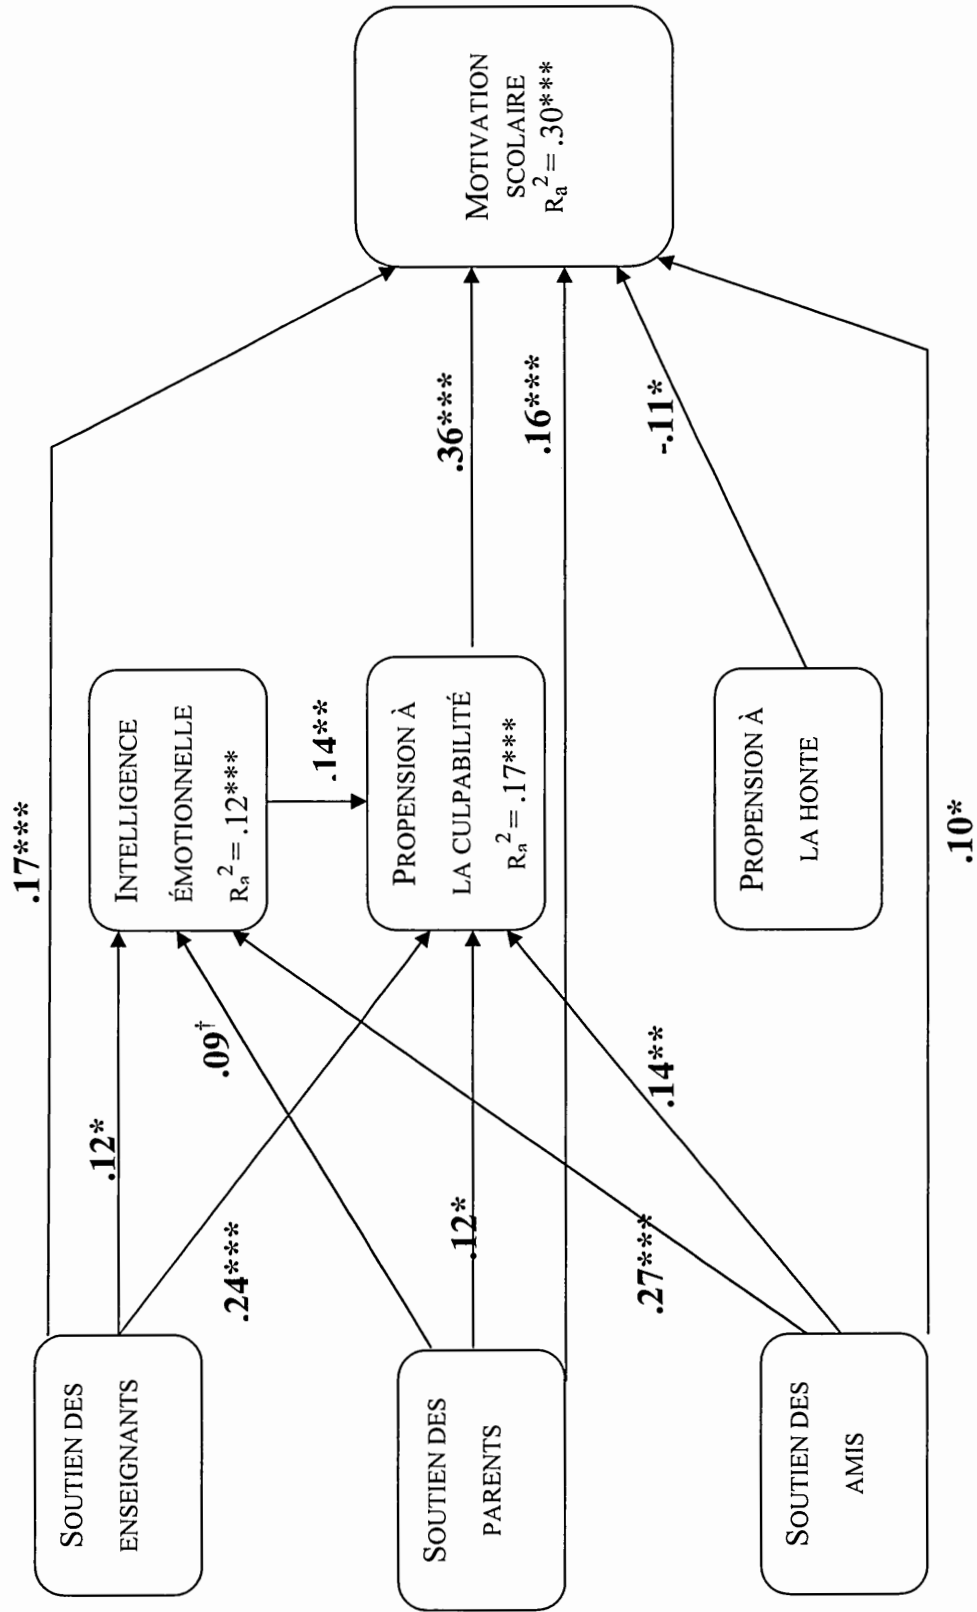 .17***
SOUTIEN DES
ENSEIGNANTS
.12*
.24***
INTELLIGENCE
ÉMOTIONNELLE
Ra² = .12***
.09†
.14**
SOUTIEN DES
PARENTS
.12*
PROPENSION À
LA CULPABILITÉ
Ra² = .17***
.36***
.16***
MOTIVATION
SCOLAIRE
Ra² = .30***
.27***
.14**
-.11*
SOUTIEN DES
AMIS
PROPENSION À
LA HONTE
.10*